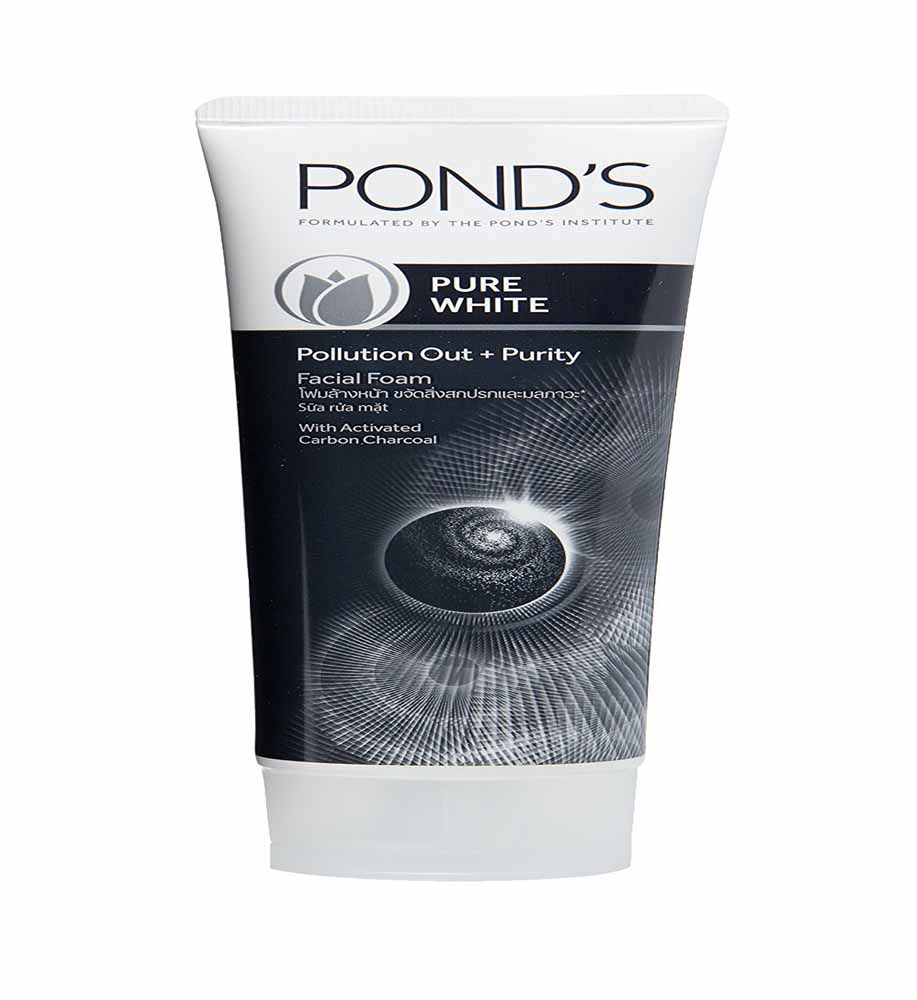 POND'S
FORMULATED BY THE POND'S INSTITUTE
PURE
WHITE
Pollution Out + Purity
Facial Foam
โฟมล้างหน้า ขจัดสิ่งสกปรกและมลภาวะ*
Sữa rửa mặt
With Activated
Carbon Charcoal